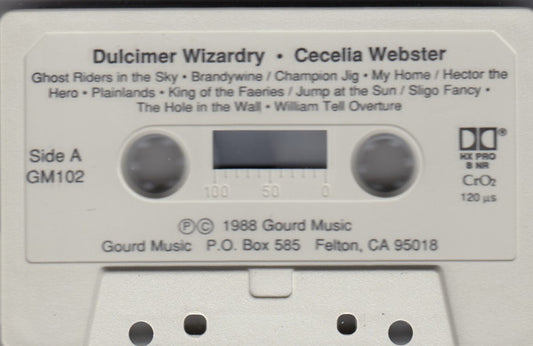 Dulcimer Wizardry • Cecelia Webster
Ghost Riders in the Sky • Brandywine / Champion Jig • My Home / Hector the
Hero • Plainlands • King of the Faeries / Jump at the Sun / Sligo Fancy •
The Hole in the Wall • William Tell Overture
Side A
GM102
100 50 0
®
HX PRO
B NR
CrO₂
120 µs
Ⓟ© 1988 Gourd Music
Gourd Music P.O. Box 585 Felton, CA 95018